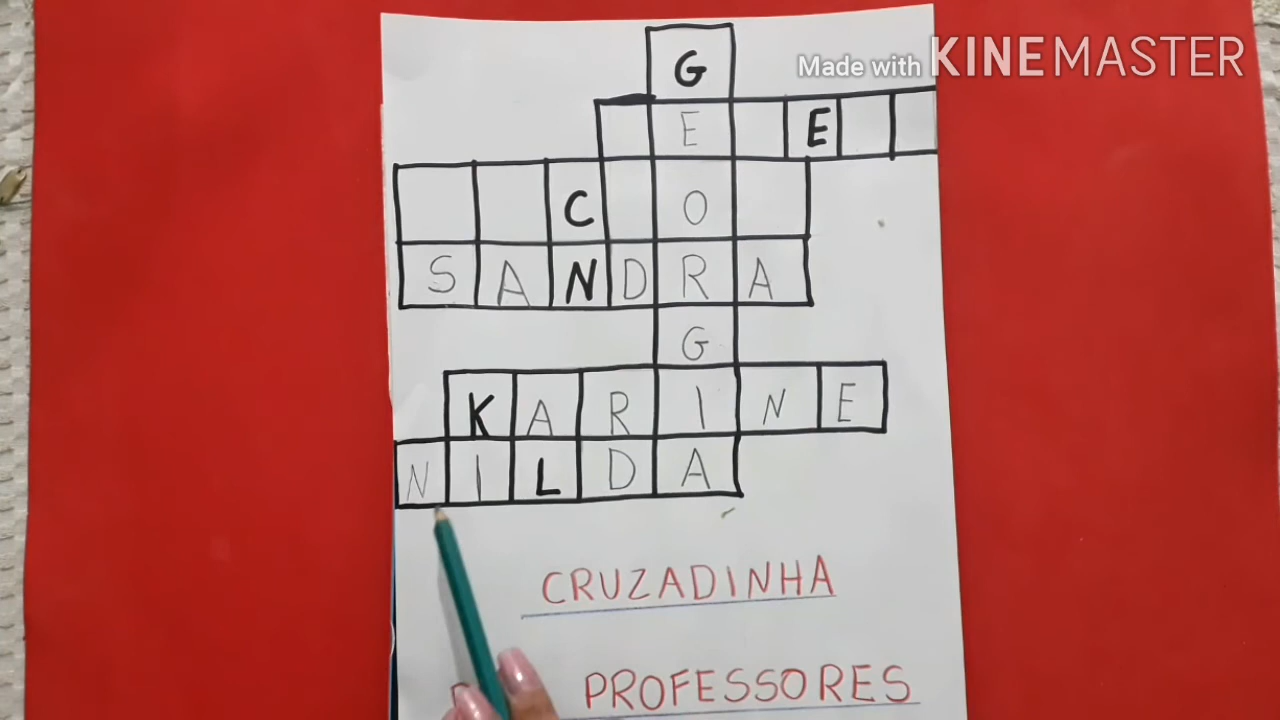 Made with KINEMASTER
G
E E
C O
SANDRA
G
KARINE
NILDA
CRUZADINHA
PROFESSORES